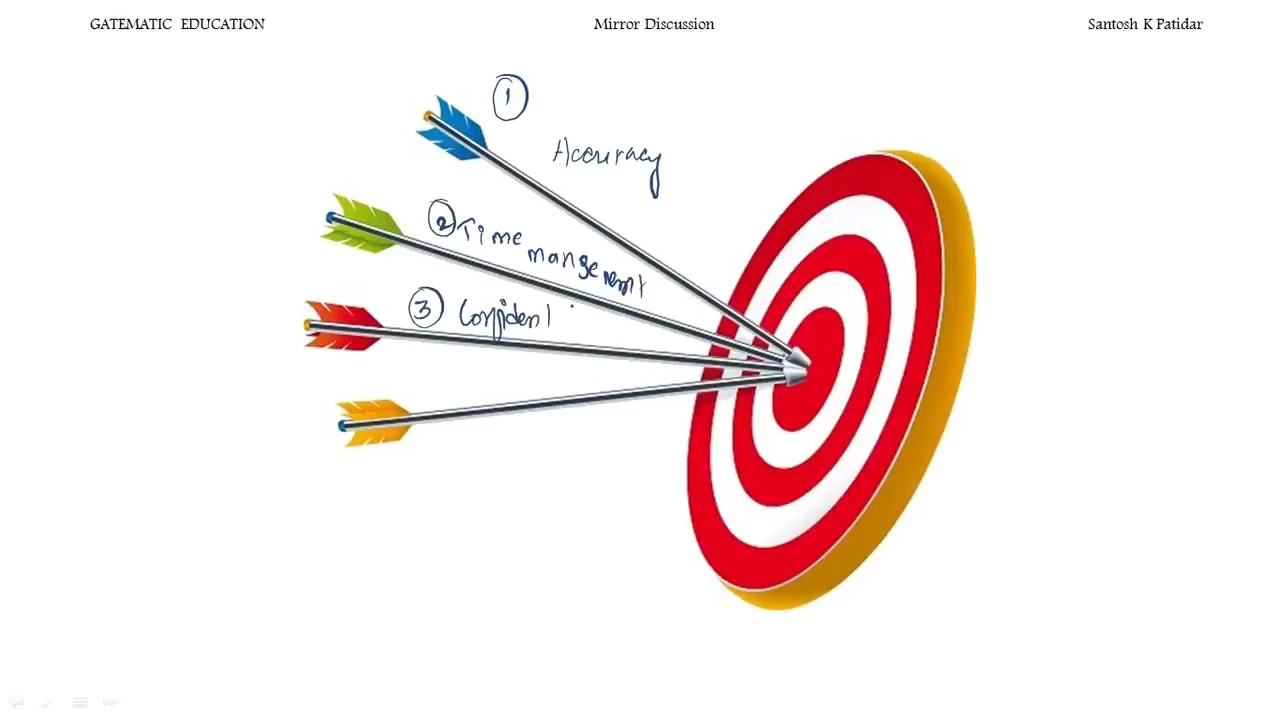 GATEMATIC EDUCATION
Mirror Discussion
Santosh K Patidar
1
Accuracy
2 Time
mangement
3 Confident